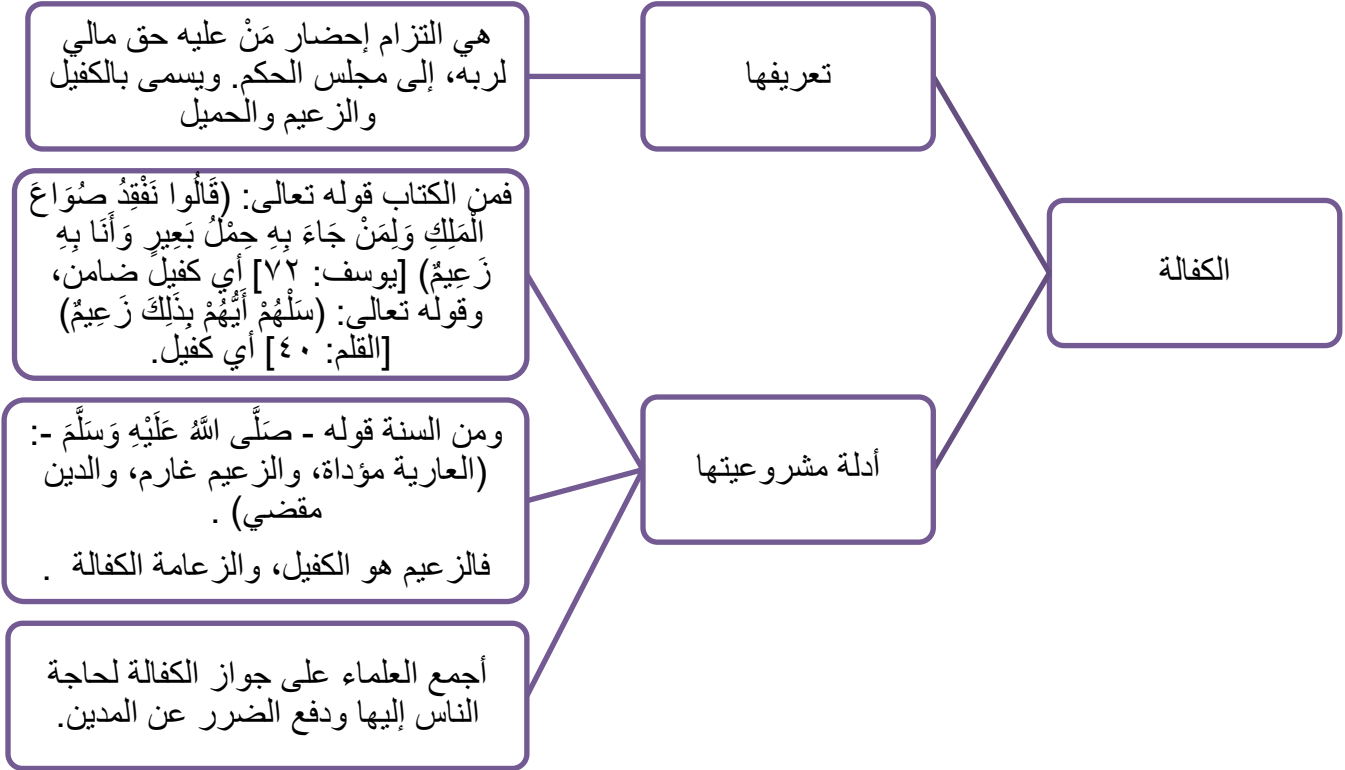 الكفالة
تعريفها
هي التزام إحضار مَنْ عليه حق مالي
لربه، إلى مجلس الحكم. ويسمى بالكفيل
والزعيم والحميل
أدلة مشروعيتها
فمن الكتاب قوله تعالى: (قَالُوا نَفْقِدُ صُوَاعَ
الْمَلِكِ وَلِمَنْ جَاءَ بِهِ حِمْلُ بَعِيرٍ وَأَنَا بِهِ
زَعِيمٌ) [يوسف: ٧٢] أي كفيل ضامن،
وقوله تعالى: (سَلْهُمْ أَيُّهُمْ بِذَلِكَ زَعِيمٌ)
[القلم: ٤٠] أي كفيل.
ومن السنة قوله - صَلَّى اللَّهُ عَلَيْهِ وَسَلَّمَ -:
(العارية مؤداة، والزعيم غارم، والدين
مقضي) .
فالزعيم هو الكفيل، والزعامة الكفالة .
أجمع العلماء على جواز الكفالة لحاجة
الناس إليها ودفع الضرر عن المدين.